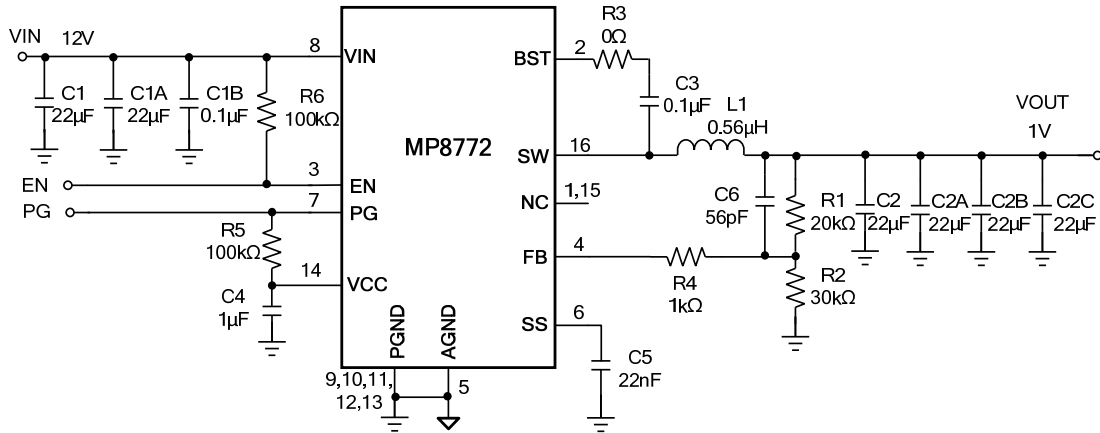 VIN 12V
8
VIN
C1
22µF
C1A
22µF
C1B
0.1µF
R6
100kΩ
EN
3
EN
PG
7
PG
R5
100kΩ
14
VCC
C4
1µF
MP8772
PGND
AGND
9,10,11,
12,13
5
BST
2
R3
0Ω
C3
0.1µF
L1
0.56µH
SW
16
NC
1,15
VOUT
1V
C6
56pF
R1
20kΩ
C2
22µF
C2A
22µF
C2B
22µF
C2C
22µF
FB
4
R4
1kΩ
R2
30kΩ
SS
6
C5
22nF